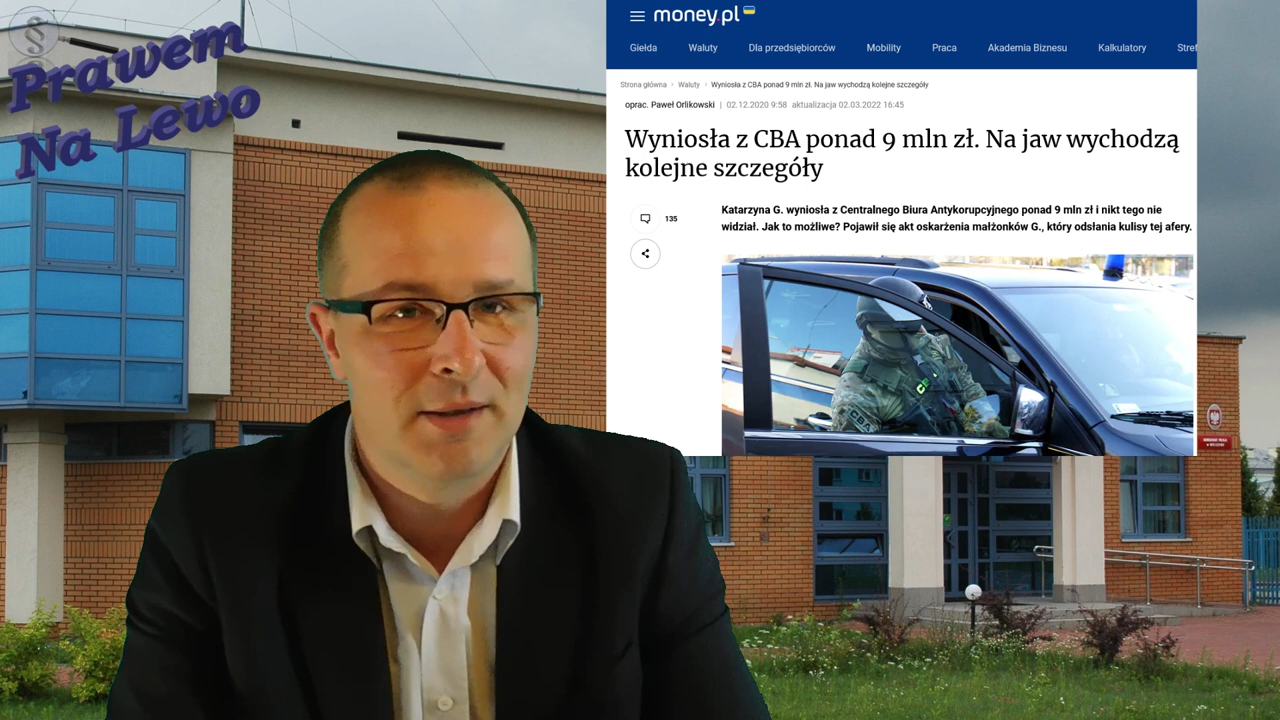 Prawem
Na Lewo
money.pl
Giełda Waluty Dla przedsiębiorców Mobility Praca Akademia Biznesu Kalkulatory Stref
Strona główna > Waluty > Wyniosła z CBA ponad 9 mln zł. Na jaw wychodzą kolejne szczegóły
oprac. Paweł Orlikowski | 02.12.2020 9:58 aktualizacja 02.03.2022 16:45
Wyniosła z CBA ponad 9 mln zł. Na jaw wychodzą
kolejne szczegóły
135
Katarzyna G. wyniosła z Centralnego Biura Antykorupcyjnego ponad 9 mln zł i nikt tego nie
widział. Jak to możliwe? Pojawił się akt oskarżenia małżonków G., który odsłania kulisy tej afery.